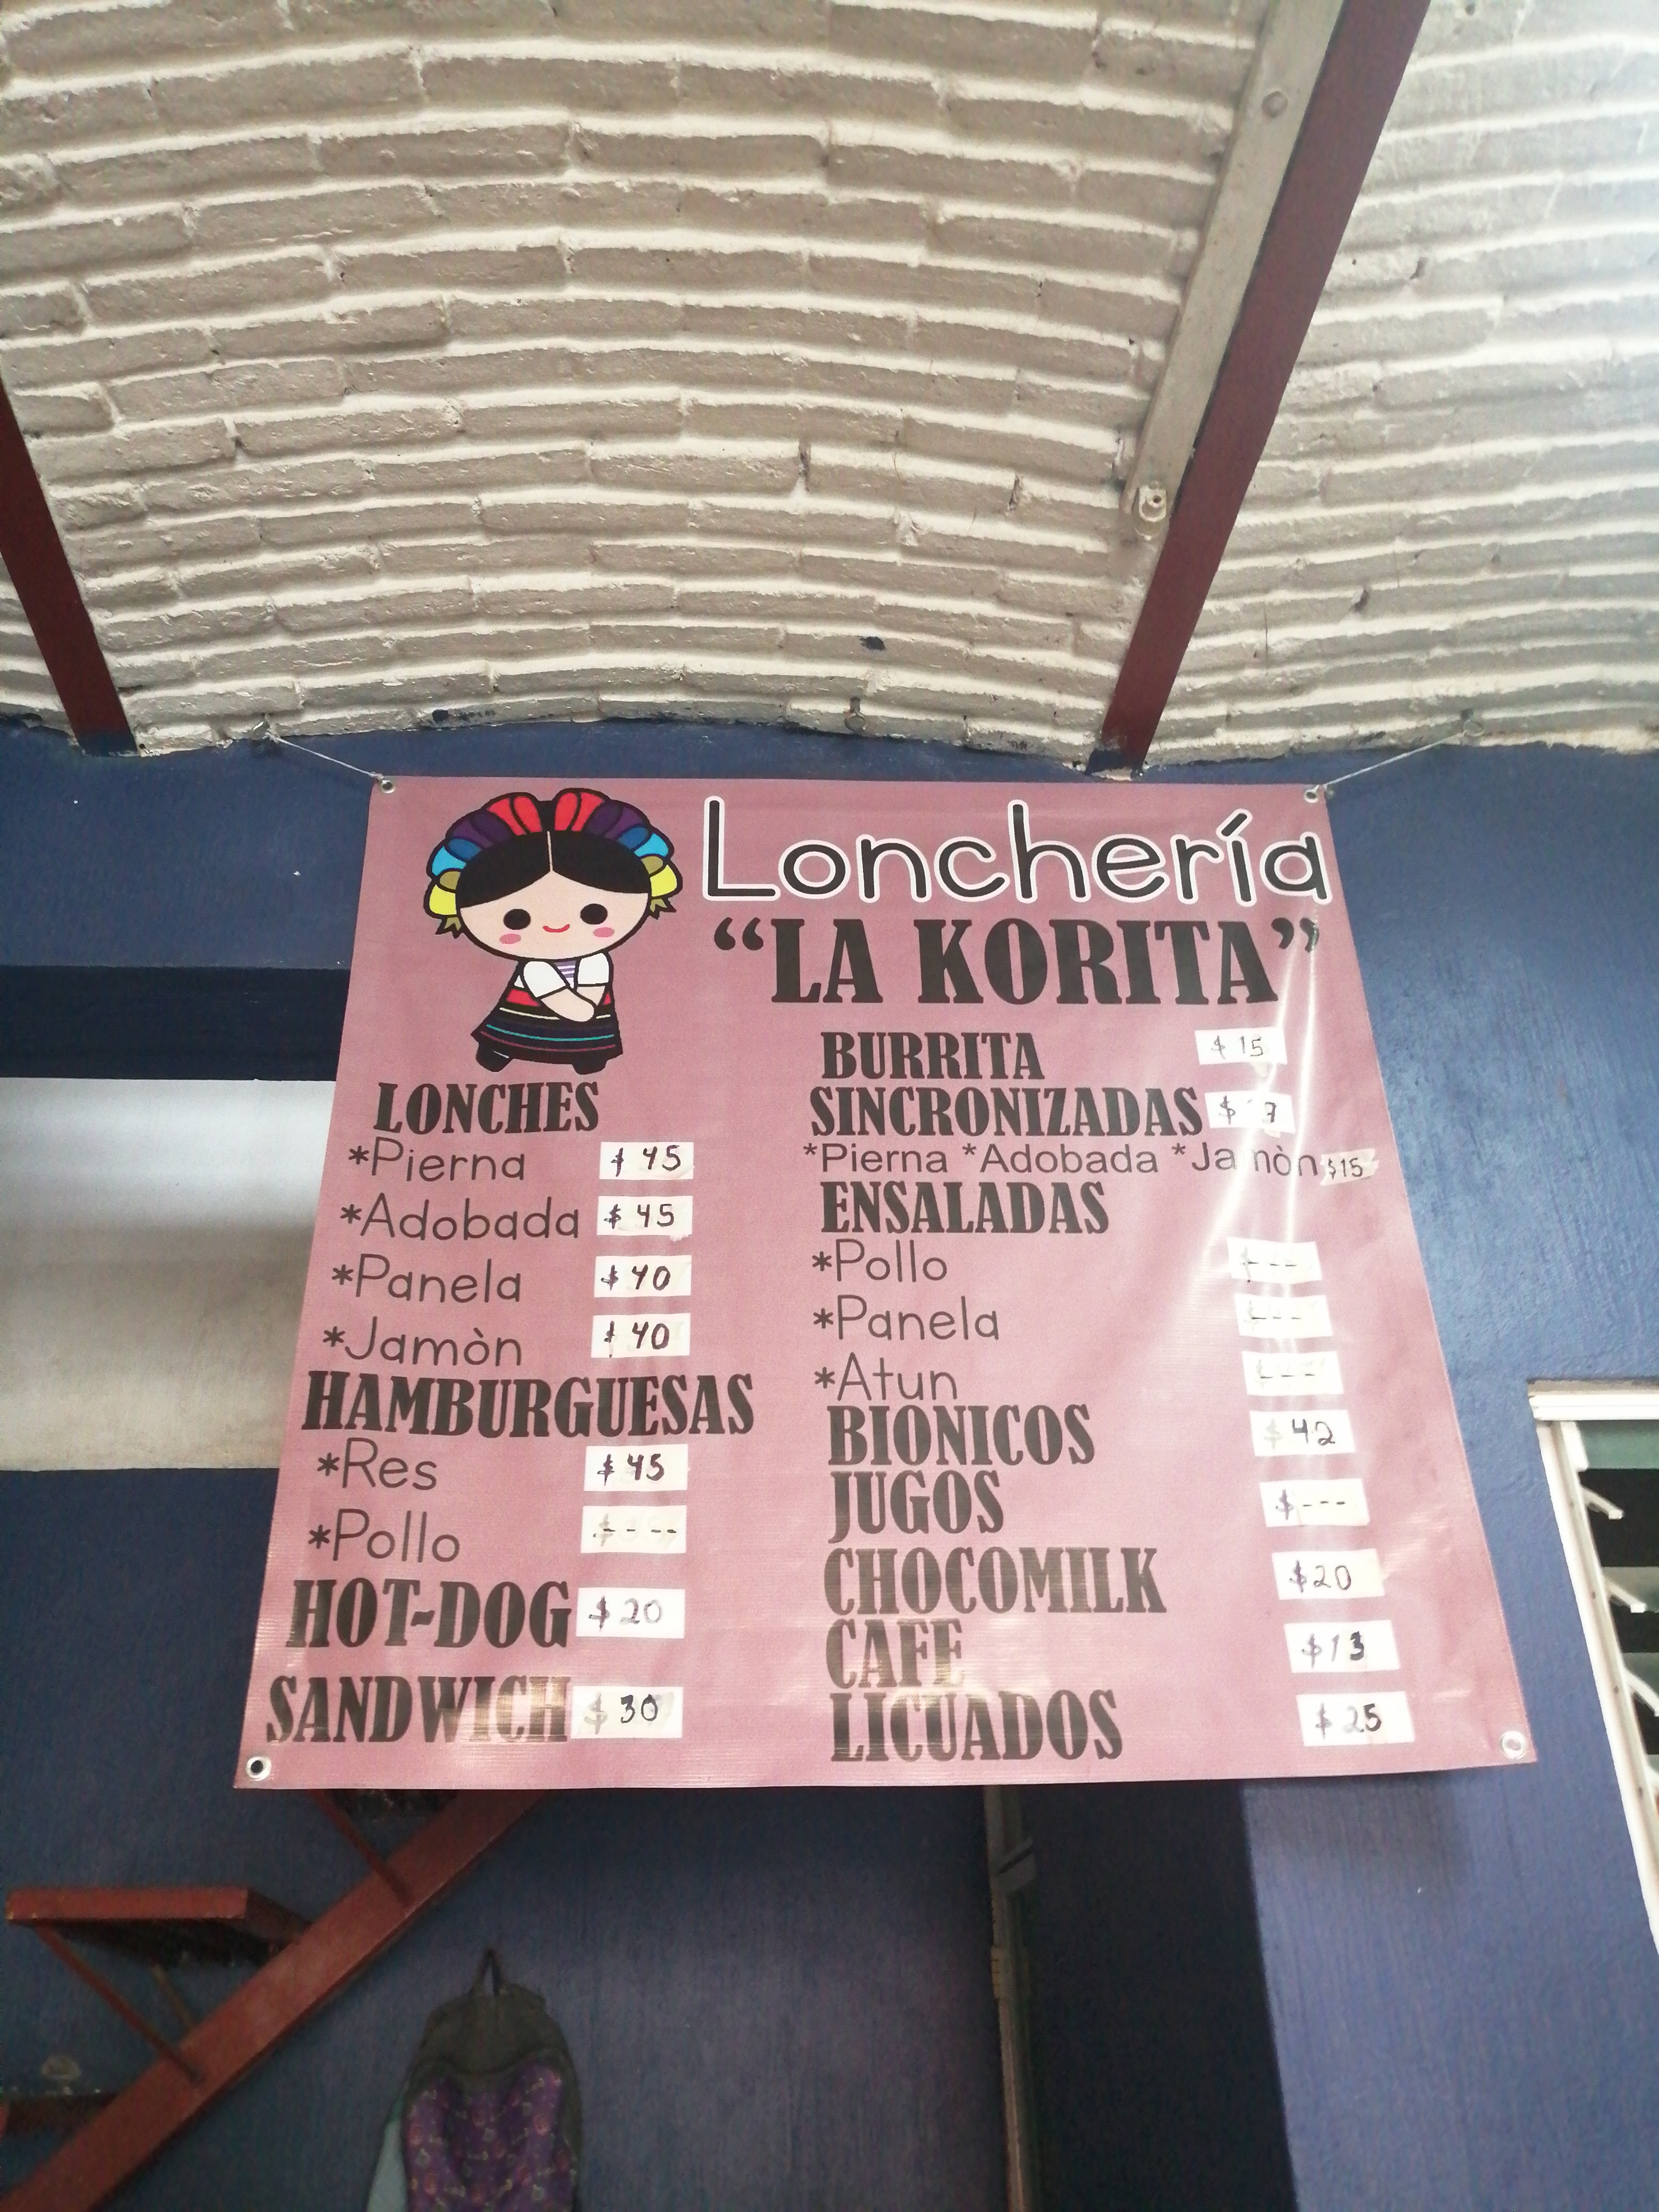 Lonchería
"LA KORITA"
LONCHES
*Pierna $ 45
*Adobada $ 45
*Panela $ 40
*Jamòn $ 40
HAMBURGUESAS
*Res $ 45
*Pollo $ - - - -
HOT-DOG $ 20
SANDWICH $ 30
BURRITA $ 15
SINCRONIZADAS $
*Pierna *Adobada *Jamòn $15
ENSALADAS
*Pollo $ - - -
*Panela $ - - -
*Atun $ - - -
BIONICOS $ 42
JUGOS $ - - -
CHOCOMILK $20
CAFE $13
LICUADOS $ 25